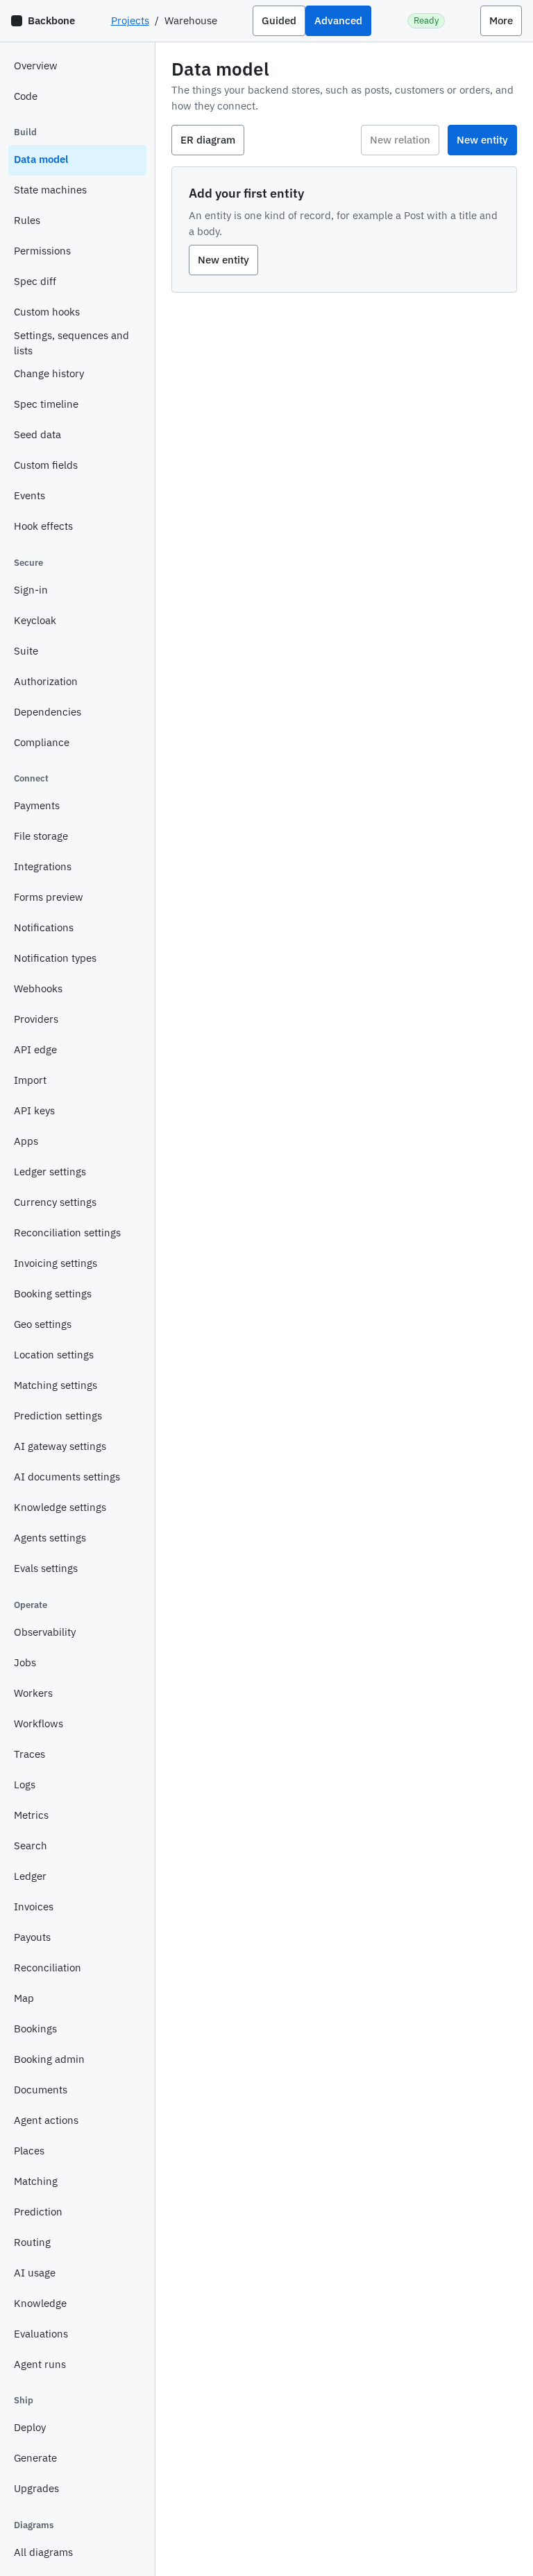 Backbone
Projects / Warehouse
Guided
Advanced
Ready
More
Overview
Code
Build
Data model
State machines
Rules
Permissions
Spec diff
Custom hooks
Settings, sequences and
lists
Change history
Spec timeline
Seed data
Custom fields
Events
Hook effects
Secure
Sign-in
Keycloak
Suite
Authorization
Dependencies
Compliance
Connect
Payments
File storage
Integrations
Forms preview
Notifications
Notification types
Webhooks
Providers
API edge
Import
API keys
Apps
Ledger settings
Currency settings
Reconciliation settings
Invoicing settings
Booking settings
Geo settings
Location settings
Matching settings
Prediction settings
AI gateway settings
AI documents settings
Knowledge settings
Agents settings
Evals settings
Operate
Observability
Jobs
Workers
Workflows
Traces
Logs
Metrics
Search
Ledger
Invoices
Payouts
Reconciliation
Map
Bookings
Booking admin
Documents
Agent actions
Places
Matching
Prediction
Routing
AI usage
Knowledge
Evaluations
Agent runs
Ship
Deploy
Generate
Upgrades
Diagrams
All diagrams
Data model
The things your backend stores, such as posts, customers or orders, and
how they connect.
ER diagram
New relation
New entity
Add your first entity
An entity is one kind of record, for example a Post with a title and
a body.
New entity